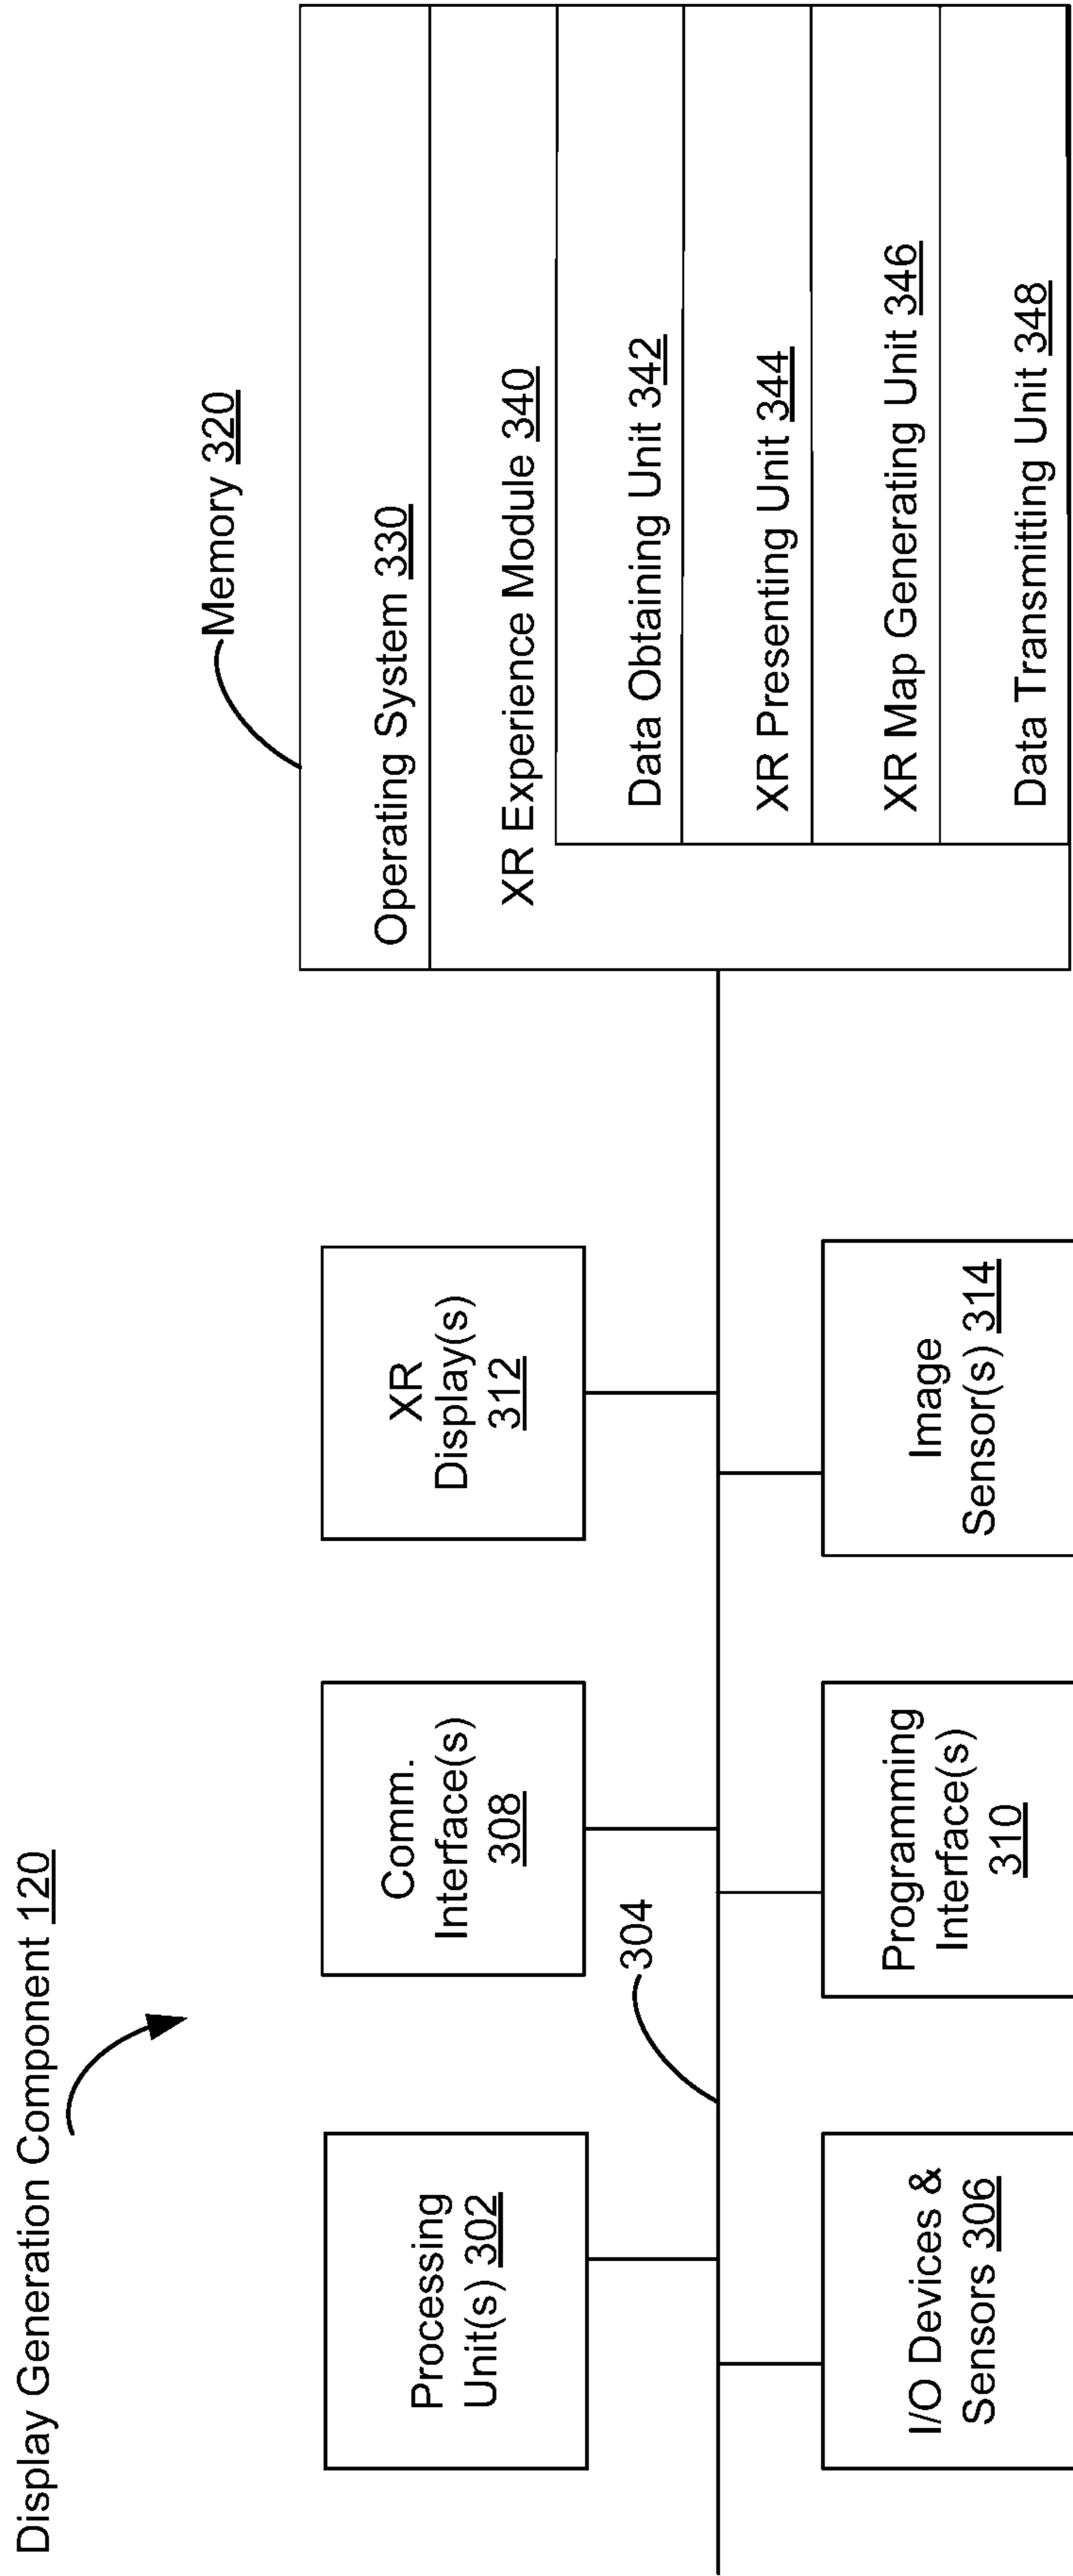 Display Generation Component 120
Memory 320
Processing
Unit(s) 302
Comm.
Interface(s)
308
XR
Display(s)
312
304
I/O Devices &
Sensors 306
Programming
Interface(s)
310
Image
Sensor(s) 314
Operating System 330
XR Experience Module 340
Data Obtaining Unit 342
XR Presenting Unit 344
XR Map Generating Unit 346
Data Transmitting Unit 348